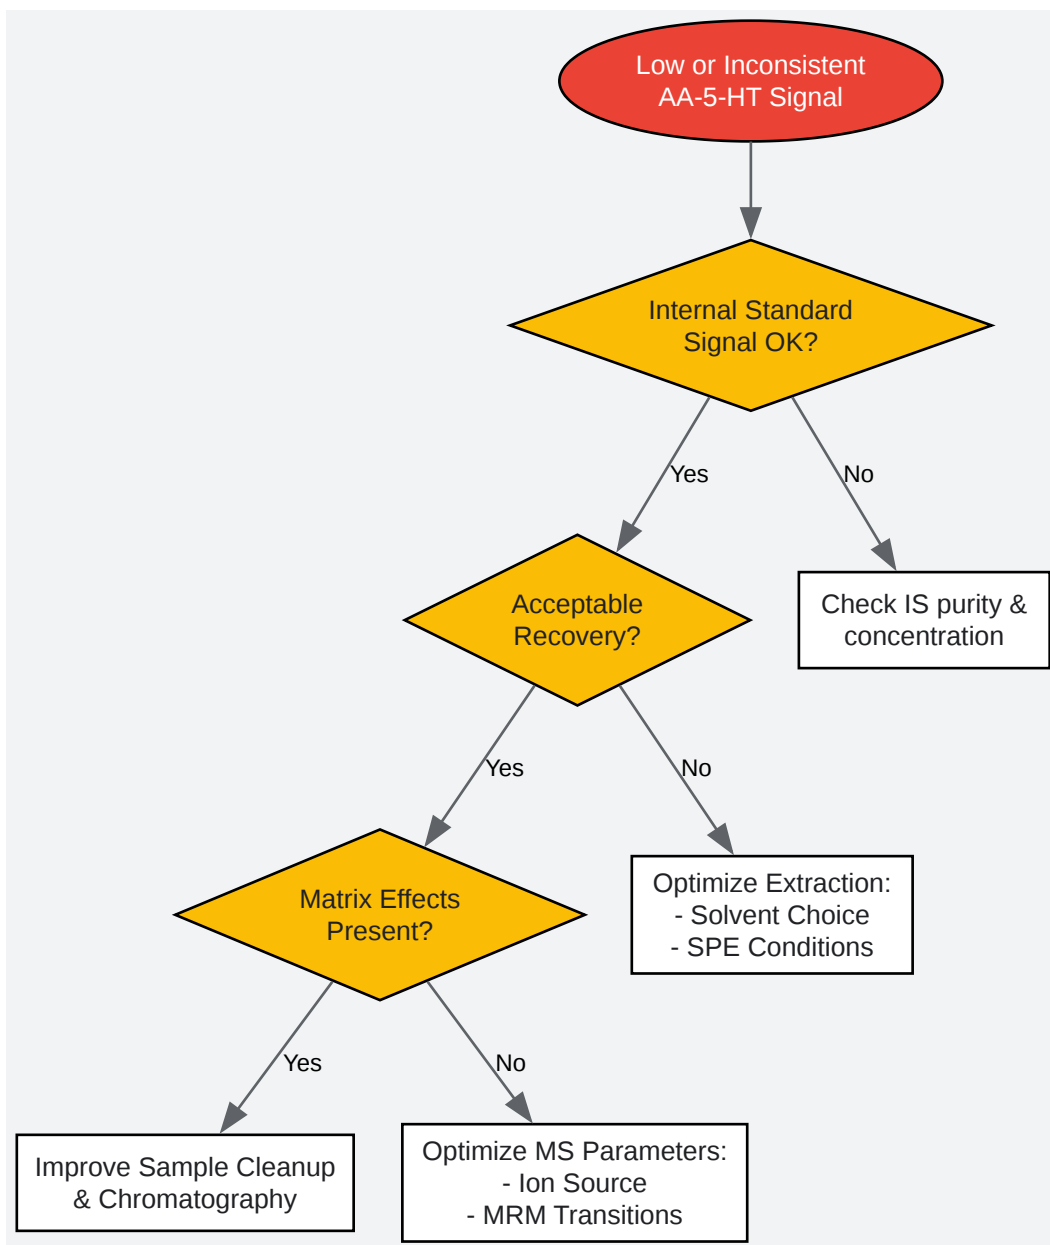 Low or Inconsistent
AA-5-HT Signal
Internal Standard
Signal OK?
Yes
No
Acceptable
Recovery?
Check IS purity &
concentration
Yes
No
Matrix Effects
Present?
Optimize Extraction:
- Solvent Choice
- SPE Conditions
Yes
No
Improve Sample Cleanup
& Chromatography
Optimize MS Parameters:
- Ion Source
- MRM Transitions